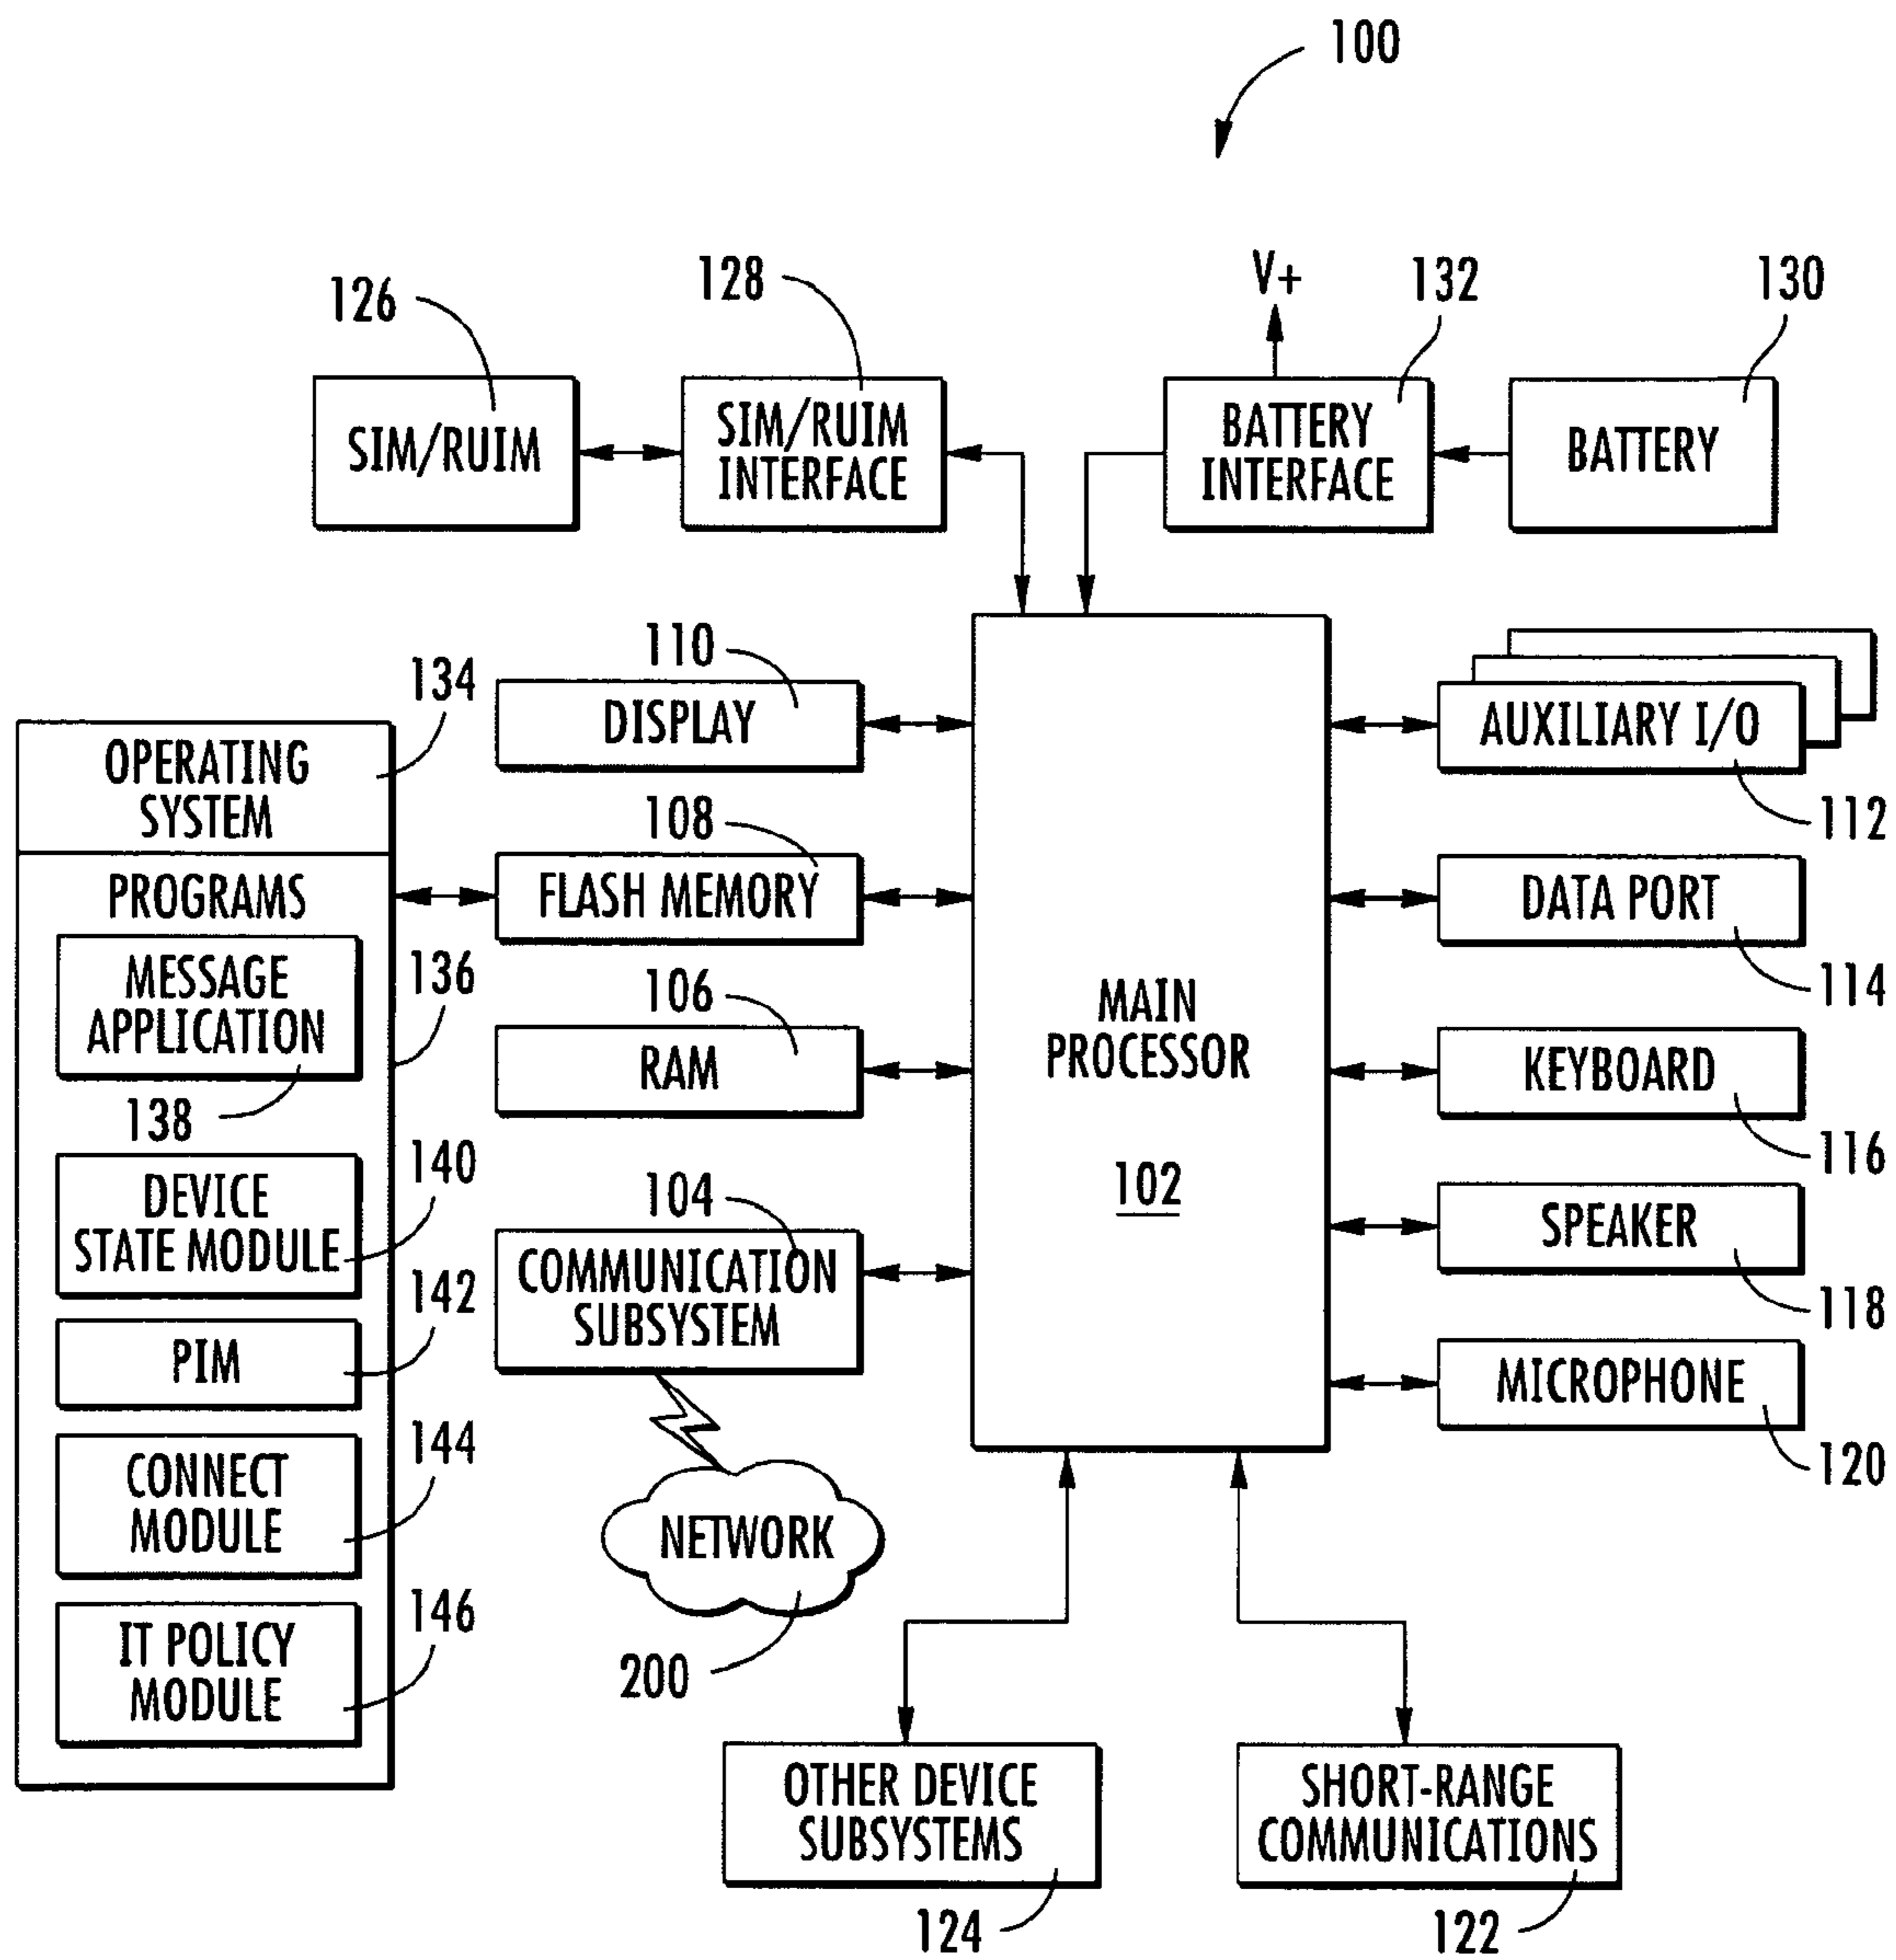 100
V+
126
128
132
130
SIM/RUIM
SIM/RUIM
INTERFACE
BATTERY
INTERFACE
BATTERY
134
OPERATING
SYSTEM
PROGRAMS
MESSAGE
APPLICATION
136
138
DEVICE
STATE MODULE
140
142
PIM
144
CONNECT
MODULE
146
IT POLICY
MODULE
110
DISPLAY
108
FLASH MEMORY
106
RAM
104
COMMUNICATION
SUBSYSTEM
NETWORK
200
MAIN
PROCESSOR
102
AUXILIARY I/O
112
DATA PORT
114
KEYBOARD
116
SPEAKER
118
MICROPHONE
120
OTHER DEVICE
SUBSYSTEMS
124
SHORT-RANGE
COMMUNICATIONS
122